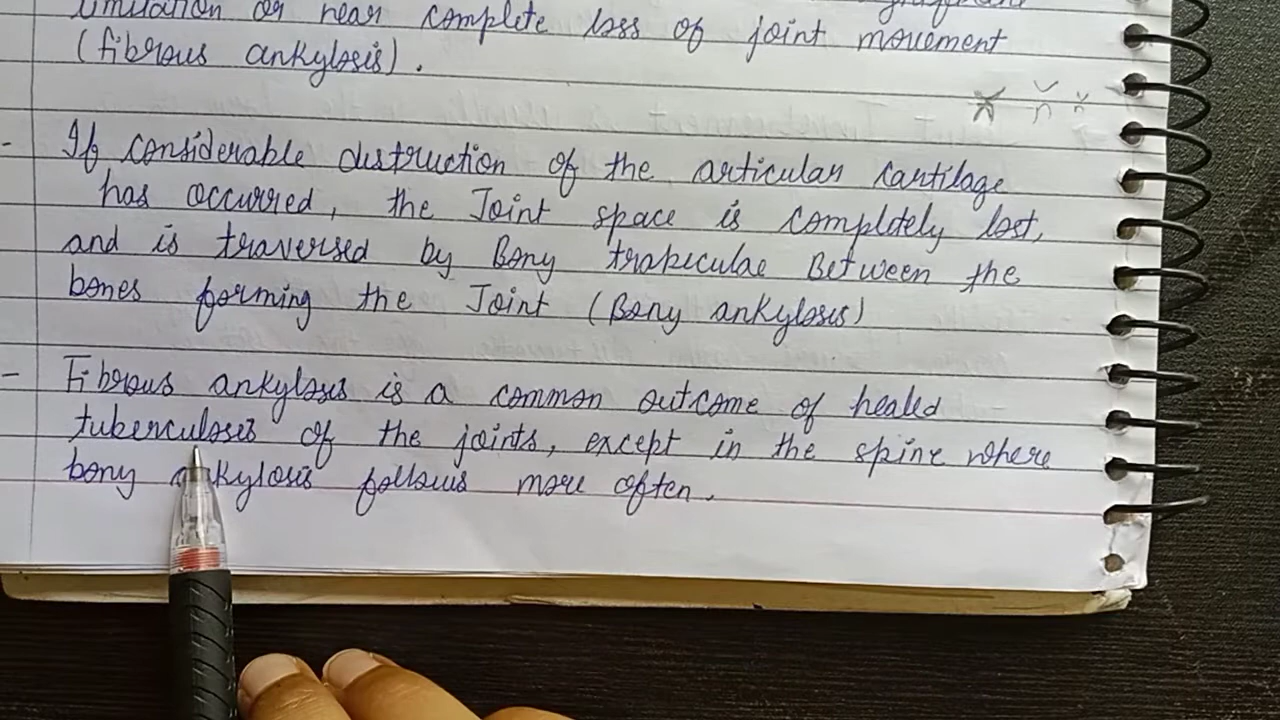 limitation or near complete loss of joint movement
(fibrous ankylosis).
- If considerable distruction of the articular cartilage
has occurred, the Joint space is completely lost,
and is traversed by Bony trabeculae Between the
bones forming the Joint (Bony ankylosis)
- Fibrous ankylosis is a common outcome of healed
tuberculoses of the joints, except in the spine where
bony ankylosis follows more often.